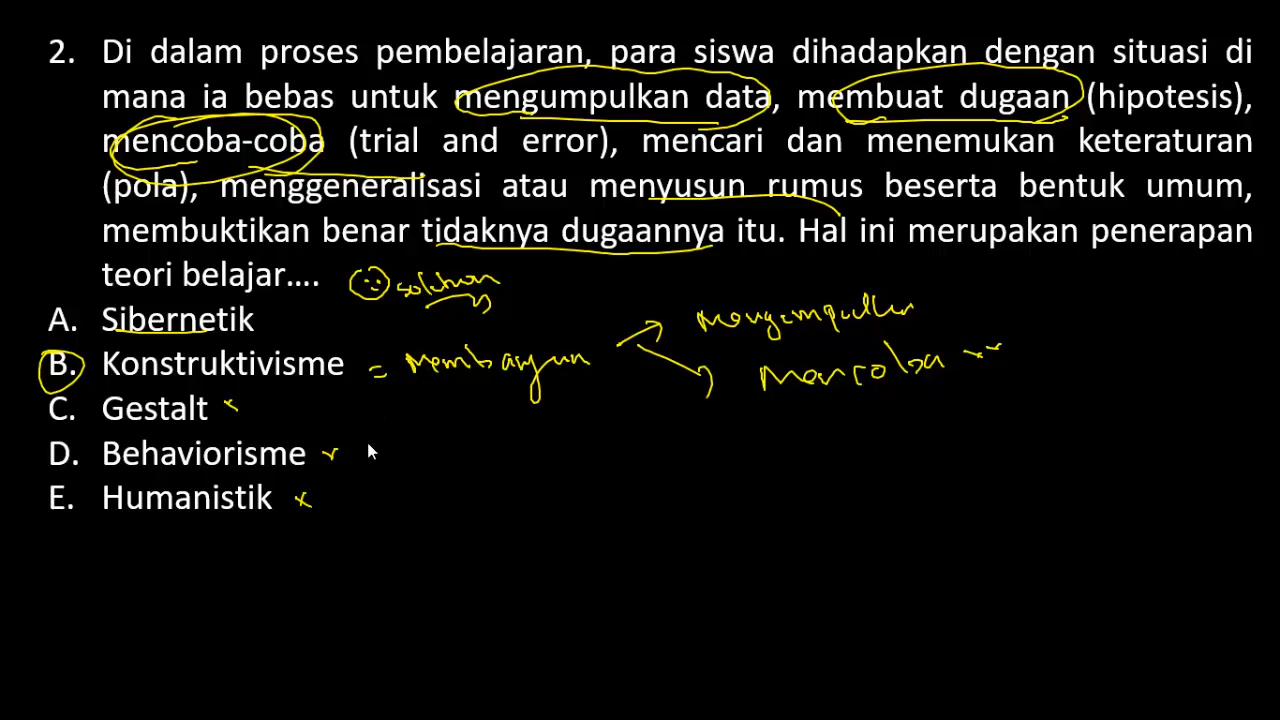 2. Di dalam proses pembelajaran, para siswa dihadapkan dengan situasi di
mana ia bebas untuk mengumpulkan data, membuat dugaan (hipotesis),
mencoba-coba (trial and error), mencari dan menemukan keteraturan
(pola), menggeneralisasi atau menyusun rumus beserta bentuk umum,
membuktikan benar tidaknya dugaannya itu. Hal ini merupakan penerapan
teori belajar....
A. Sibernetik
B. Konstruktivisme = Membangun
Mencoba
C. Gestalt x
D. Behaviorisme x
E. Humanistik x